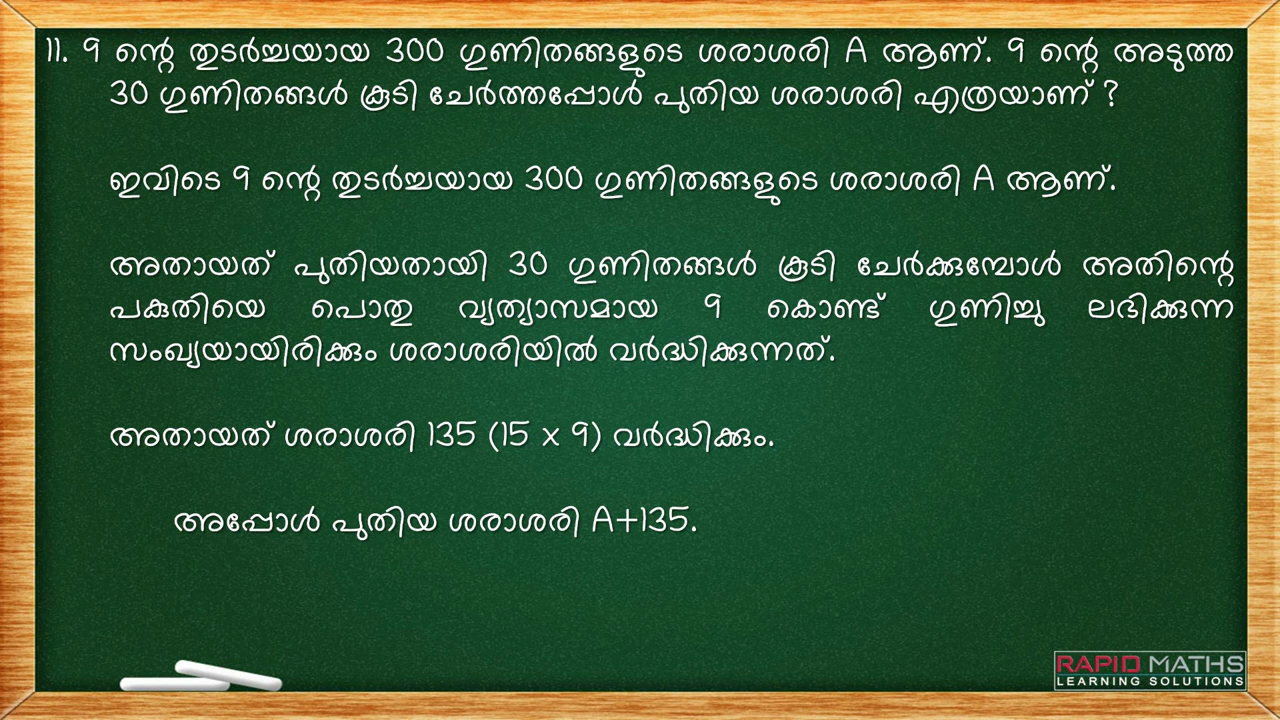 11. 9 ന്റെ തുടർച്ചയായ 300 ഗുണിതങ്ങളുടെ ശരാശരി A ആണ്. 9 ന്റെ അടുത്ത
30 ഗുണിതങ്ങൾ കൂടി ചേർത്തപ്പോൾ പുതിയ ശരാശരി എത്രയാണ് ?
ഇവിടെ 9 ന്റെ തുടർച്ചയായ 300 ഗുണിതങ്ങളുടെ ശരാശരി A ആണ്.
അതായത് പുതിയതായി 30 ഗുണിതങ്ങൾ കൂടി ചേർക്കുമ്പോൾ അതിന്റെ
പകുതിയെ പൊതു വ്യത്യാസമായ 9 കൊണ്ട് ഗുണിച്ചു ലഭിക്കുന്ന
സംഖ്യയായിരിക്കും ശരാശരിയിൽ വർദ്ധിക്കുന്നത്.
അതായത് ശരാശരി 135 (15 x 9) വർദ്ധിക്കും.
അപ്പോൾ പുതിയ ശരാശരി A+135.
RAPID MATHS
LEARNING SOLUTIONS